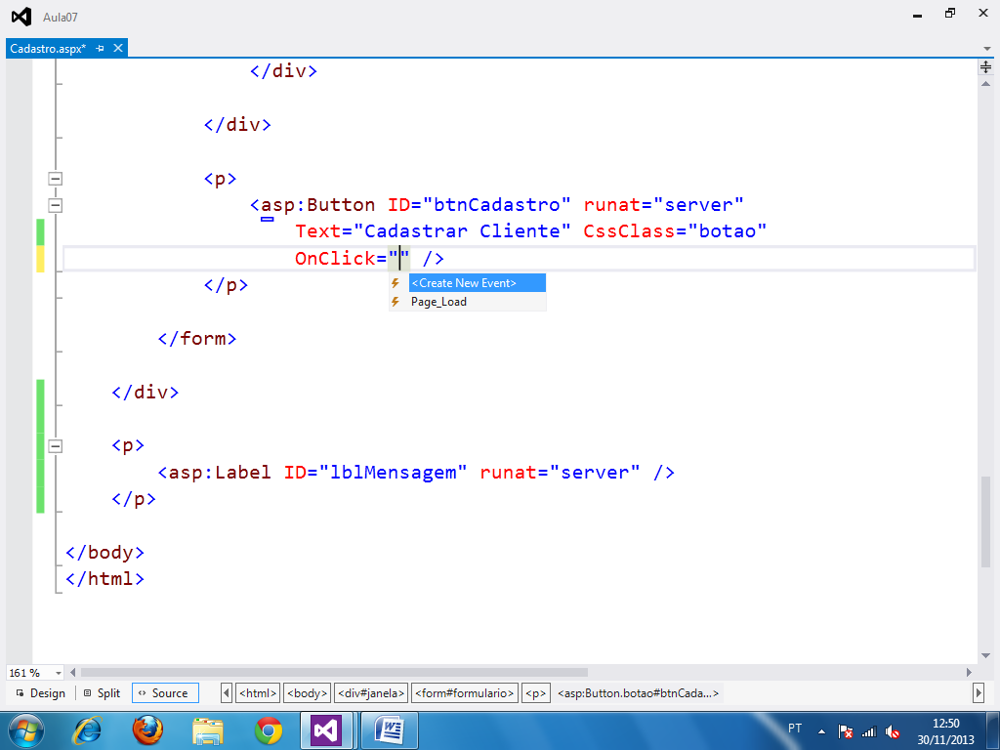 Aula07
Cadastro.aspx*
</div>
</div>
<p>
<asp:Button ID="btnCadastro" runat="server"
Text="Cadastrar Cliente" CssClass="botao"
OnClick="" />
<Create New Event>
Page_Load
</p>
</form>
</div>
<p>
<asp:Label ID="lblMensagem" runat="server" />
</p>
</body>
</html>
161 %
Design Split Source <html> <body> <div#janela> <form#formulario> <p> <asp:Button.botao#btnCada...>
PT 12:50
30/11/2013